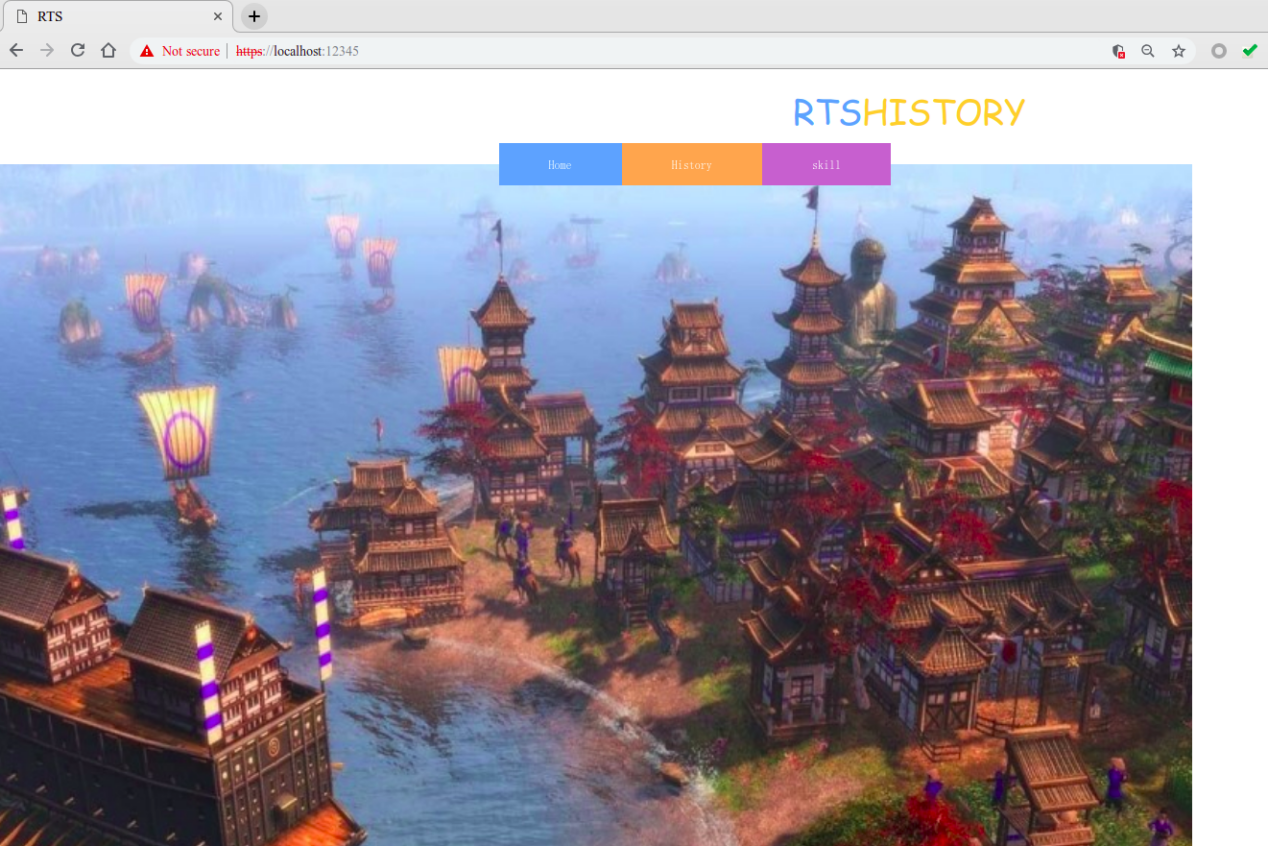 RTS
Not secure | https://localhost:12345
RTSHISTORY
Home History skill